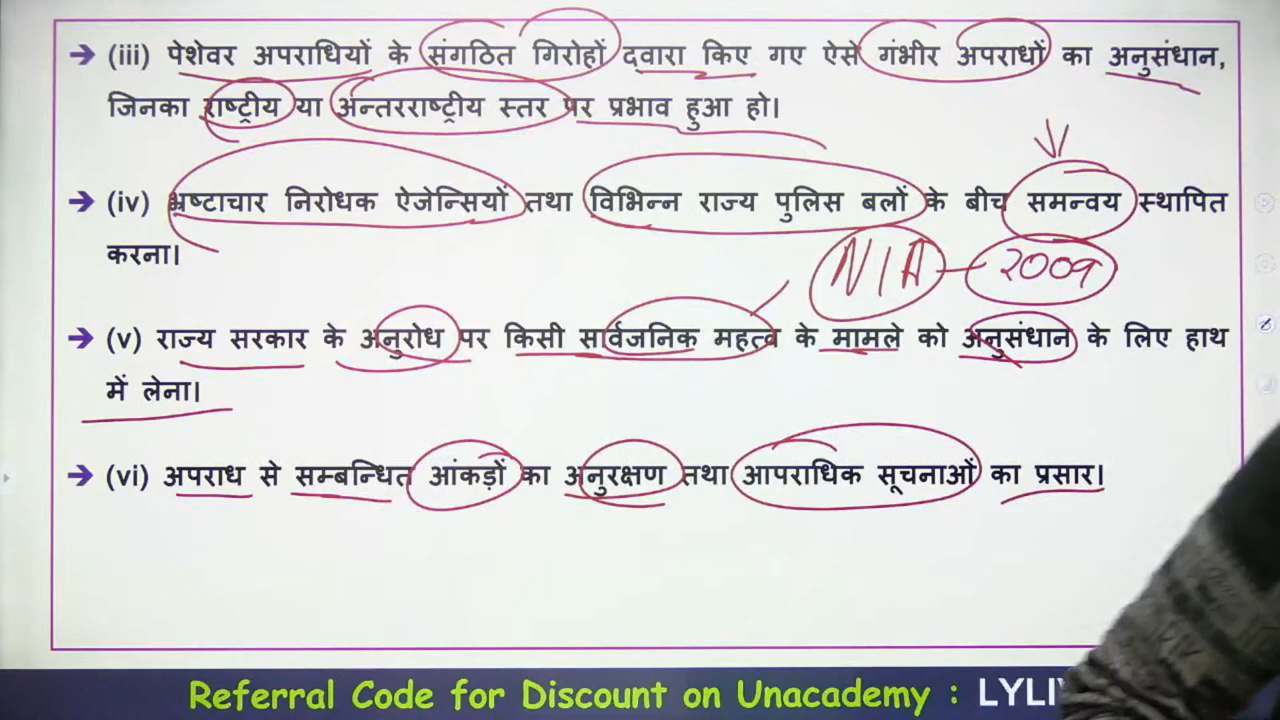 → (iii) पेशेवर अपराधियों के संगठित गिरोहों द्वारा किए गए ऐसे गंभीर अपराधों का अनुसंधान,
जिनका राष्ट्रीय या अंन्तरराष्ट्रीय स्तर पर प्रभाव हुआ हो।
→ (iv) भ्रष्टाचार निरोधक ऐजेन्सियों तथा विभिन्न राज्य पुलिस बलों के बीच समन्वय स्थापित
करना।
NIA - 2009
→ (v) राज्य सरकार के अनुरोध पर किसी सार्वजनिक महत्व के मामले को अनुसंधान के लिए हाथ
में लेना।
→ (vi) अपराध से सम्बन्धित आंकड़ों का अनुरक्षण तथा आपराधिक सूचनाओं का प्रसार।
Referral Code for Discount on Unacademy :